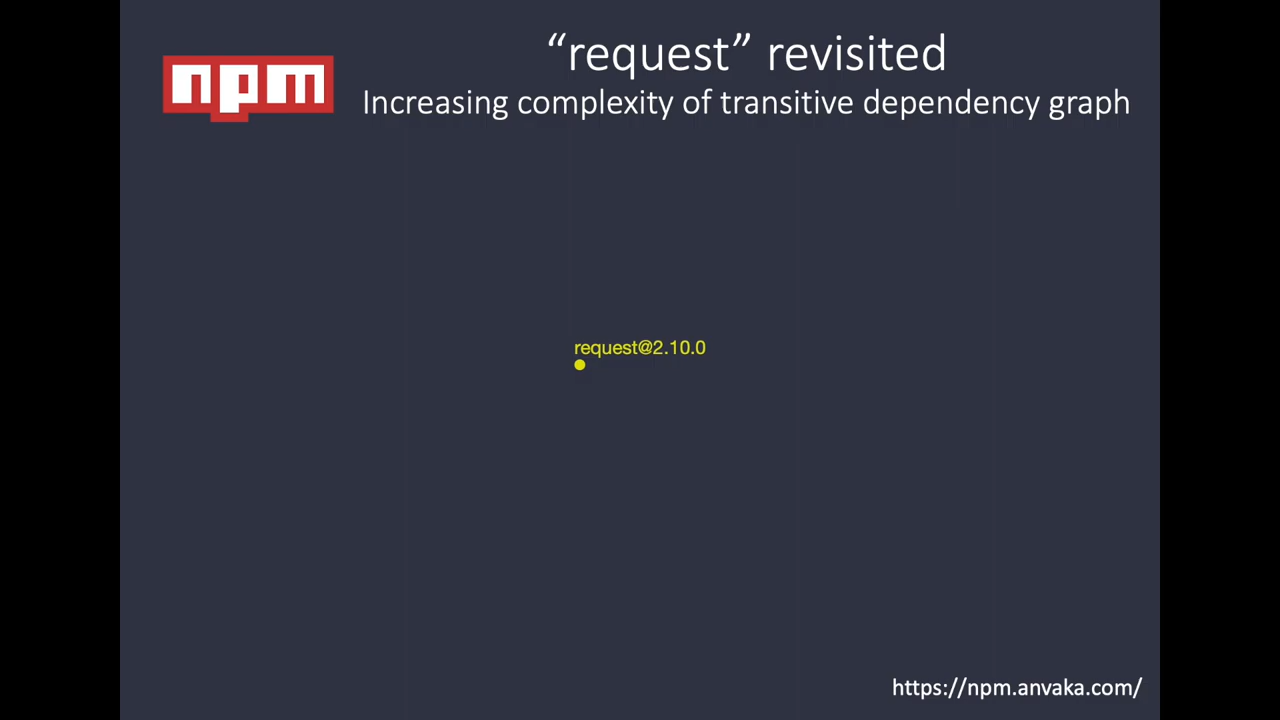 npm
“request” revisited
Increasing complexity of transitive dependency graph
request@2.10.0
https://npm.anvaka.com/